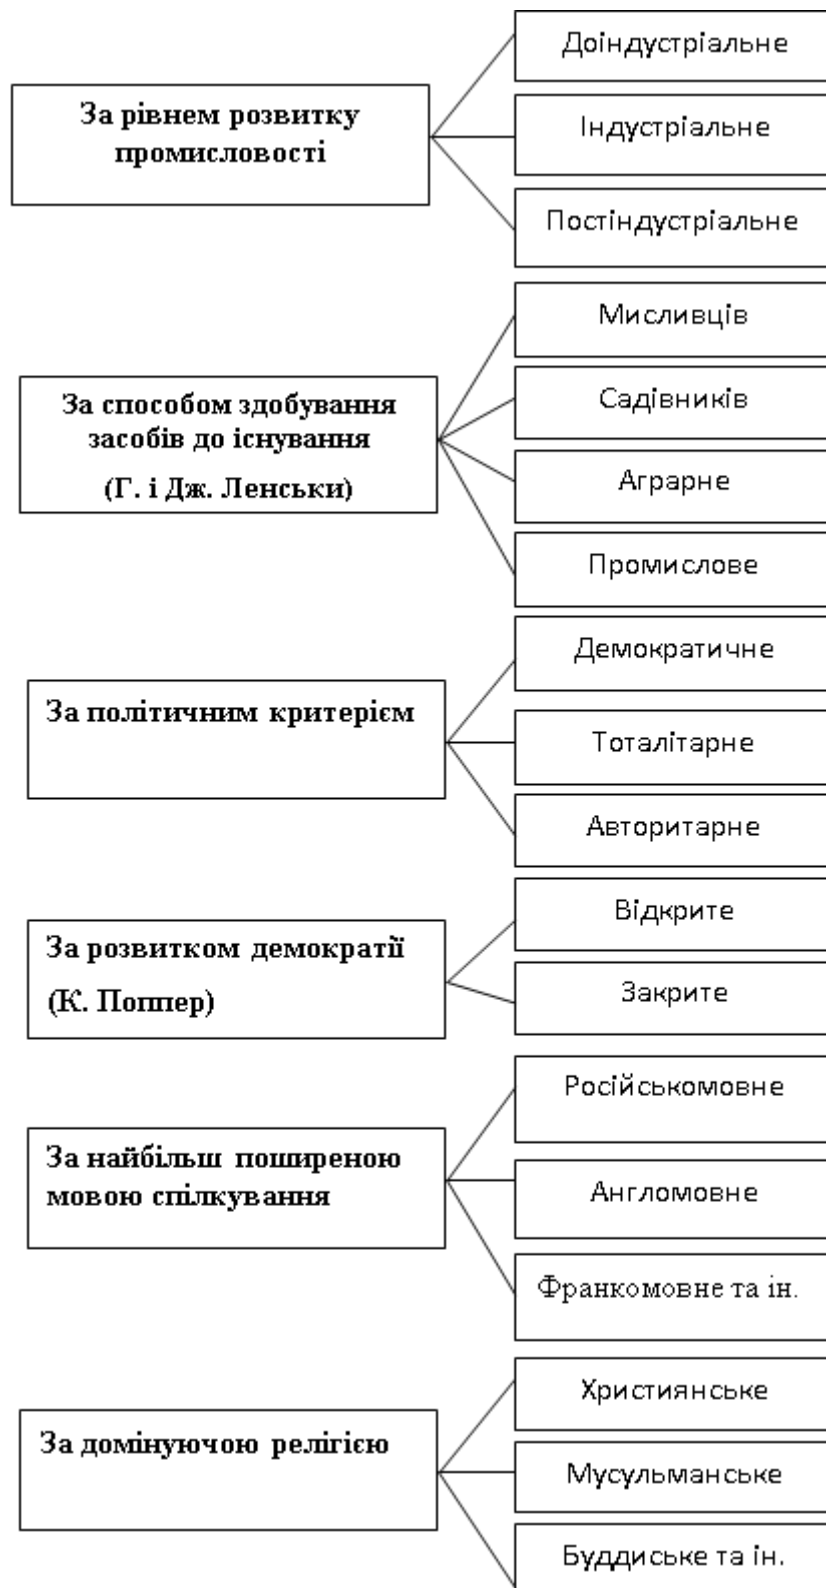 За рівнем розвитку
промисловості
Доіндустріальне
Індустріальне
Постіндустріальне
За способом здобування
засобів до існування
(Г. і Дж. Ленськи)
Мисливців
Садівників
Аграрне
Промислове
За політичним критерієм
Демократичне
Тоталітарне
Авторитарне
За розвитком демократії
(К. Поппер)
Відкрите
Закрите
За найбільш поширеною
мовою спілкування
Російськомовне
Англомовне
Франкомовне та ін.
За домінуючою релігією
Християнське
Мусульманське
Буддиське та ін.